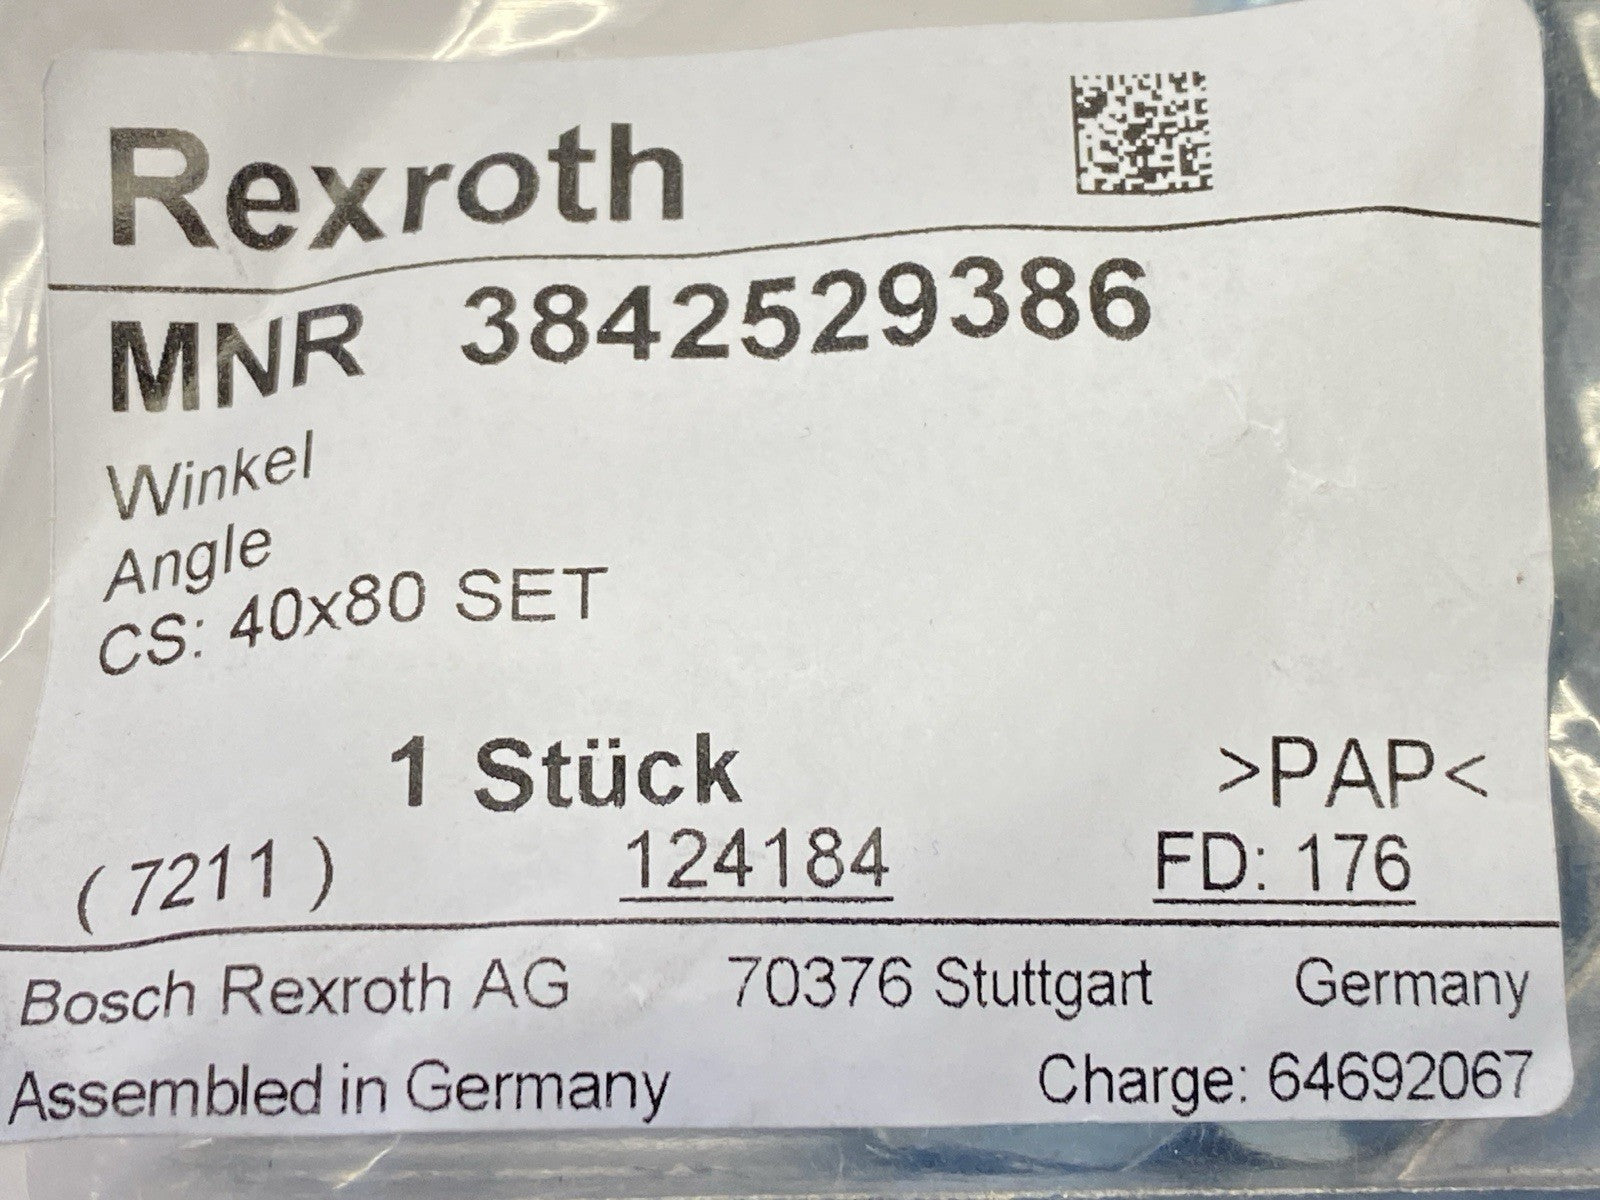 Rexroth
MNR 3842529386
Winkel
Angle
CS: 40x80 SET
1 Stück >PAP<
( 7211 ) 124184 FD: 176
Bosch Rexroth AG 70376 Stuttgart Germany
Assembled in Germany Charge: 64692067